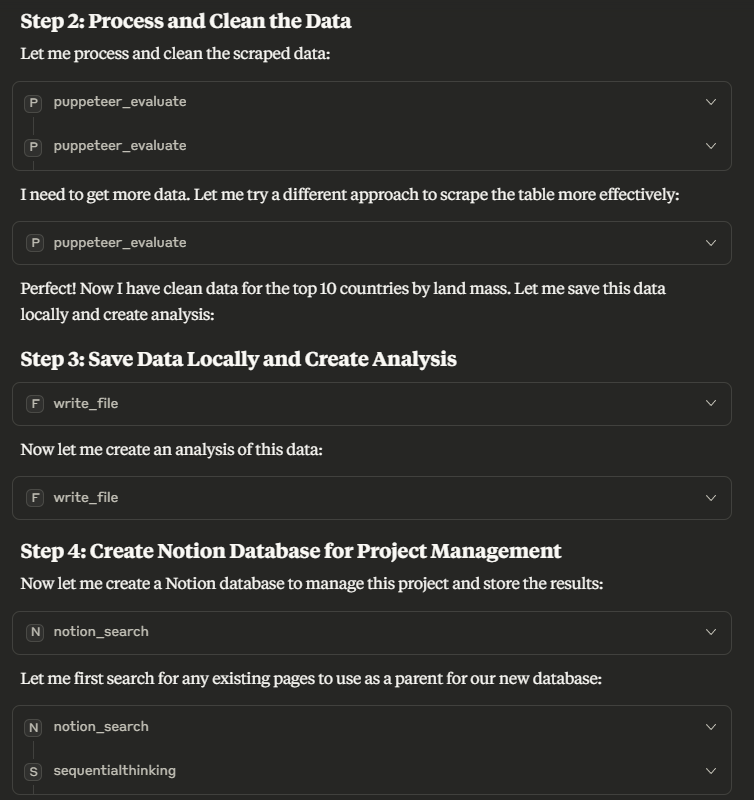 Step 2: Process and Clean the Data
Let me process and clean the scraped data:
P puppeteer_evaluate
P puppeteer_evaluate
I need to get more data. Let me try a different approach to scrape the table more effectively:
P puppeteer_evaluate
Perfect! Now I have clean data for the top 10 countries by land mass. Let me save this data
locally and create analysis:
Step 3: Save Data Locally and Create Analysis
F write_file
Now let me create an analysis of this data:
F write_file
Step 4: Create Notion Database for Project Management
Now let me create a Notion database to manage this project and store the results:
N notion_search
Let me first search for any existing pages to use as a parent for our new database:
N notion_search
S sequentialthinking